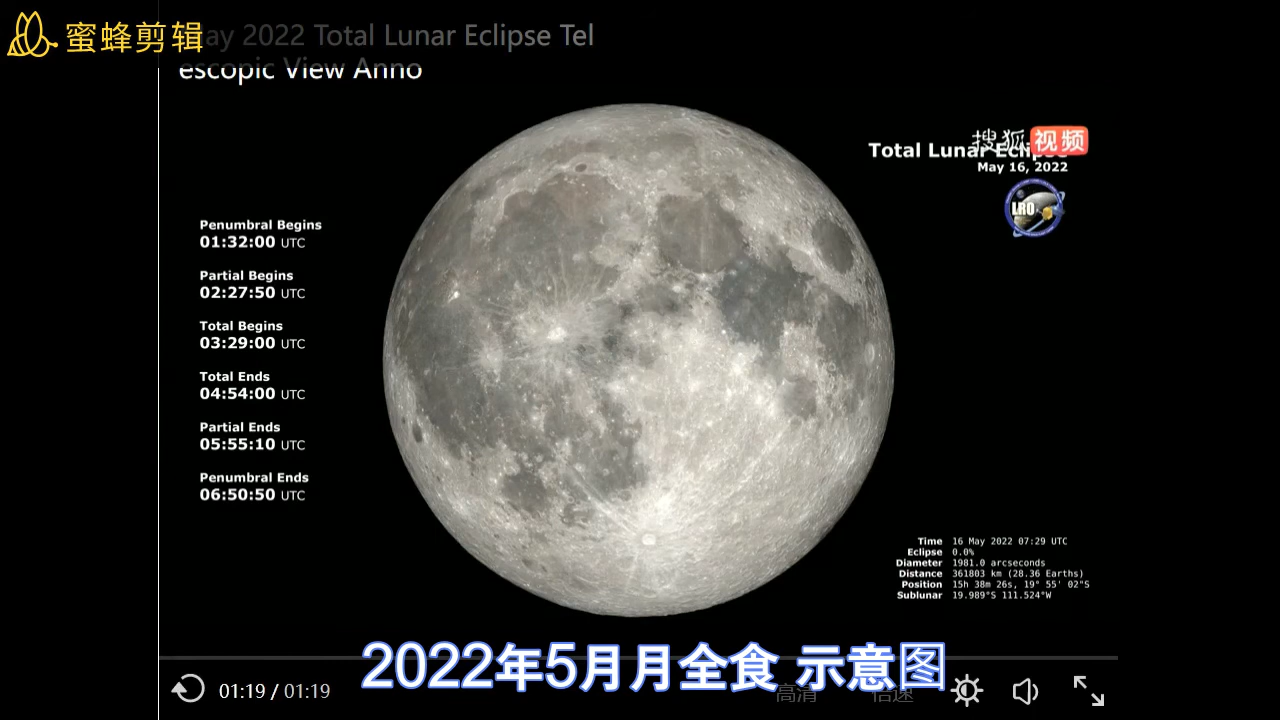 蜜蜂剪辑
May 2022 Total Lunar Eclipse Tel
escopic View Anno
搜狐视频
Total Lunar Eclipse
May 16, 2022
LRO
Penumbral Begins
01:32:00 UTC
Partial Begins
02:27:50 UTC
Total Begins
03:29:00 UTC
Total Ends
04:54:00 UTC
Partial Ends
05:55:10 UTC
Penumbral Ends
06:50:50 UTC
Time 16 May 2022 07:29 UTC
Eclipse 0.0%
Diameter 1981.0 arcseconds
Distance 361803 km (28.36 Earths)
Position 15h 38m 26s, 19° 55' 02"S
Sublunar 19.989°S 111.524°W
2022年5月月全食 示意图
01:19 / 01:19
高清 倍速